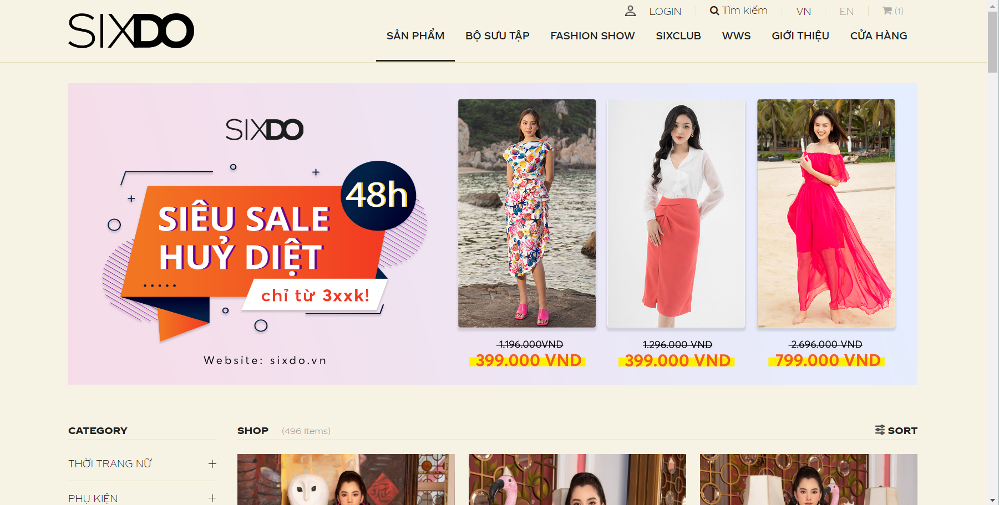 SIXDO
LOGIN
Tìm kiếm
VN
EN
(1)
SẢN PHẨM
BỘ SƯU TẬP
FASHION SHOW
SIXCLUB
WWS
GIỚI THIỆU
CỬA HÀNG
SIXDO
48h
SIÊU SALE
HUỶ DIỆT
chỉ từ 3xxk!
Website: sixdo.vn
1.196.000VND
399.000 VND
1.296.000 VND
399.000 VND
2.696.000 VND
799.000 VND
CATEGORY
SHOP (496 Items)
SORT
THỜI TRANG NỮ
PHỤ KIỆN